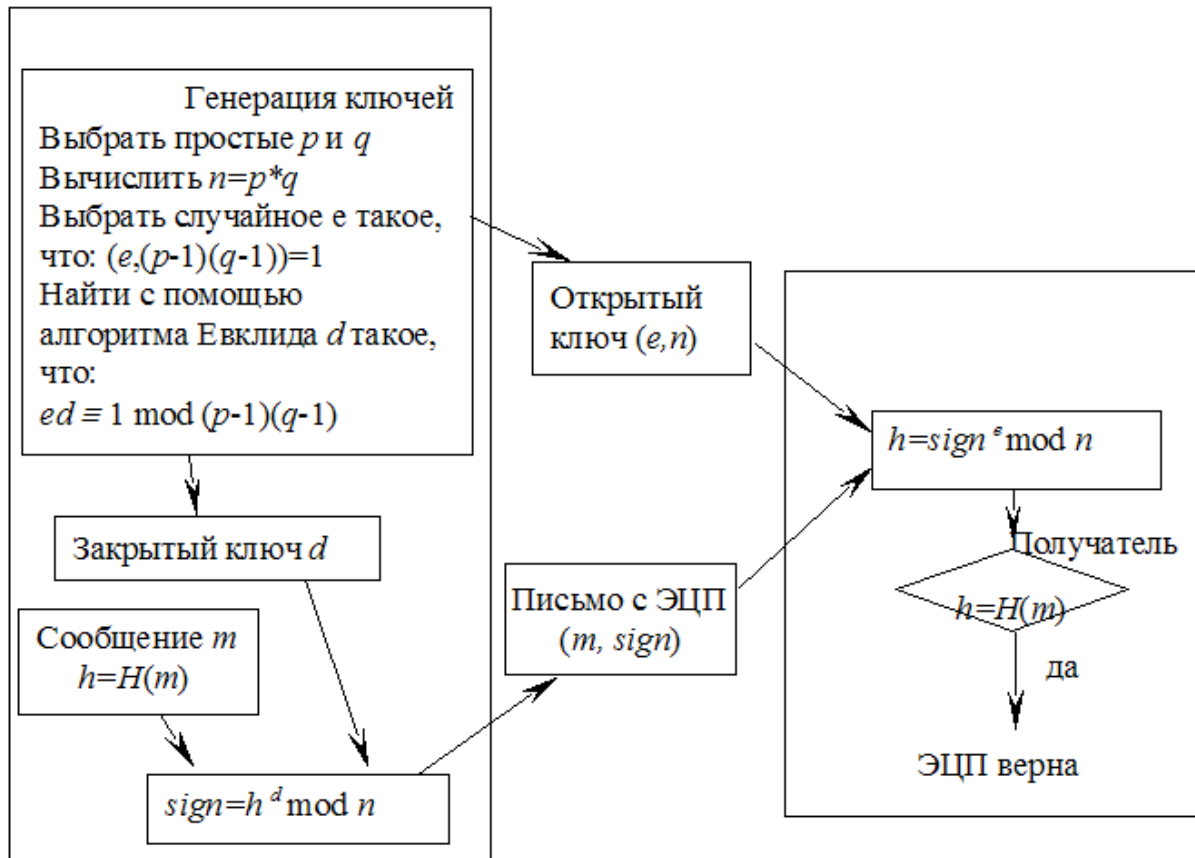 Генерация ключей
Выбрать простые p и q
Вычислить n=p*q
Выбрать случайное e такое,
что: (e,(p-1)(q-1))=1
Найти с помощью
алгоритма Евклида d такое,
что:
ed ≡ 1 mod (p-1)(q-1)
Закрытый ключ d
Сообщение m
h=H(m)
sign=h^d mod n
Открытый
ключ (e,n)
Письмо с ЭЦП
(m, sign)
h=sign^e mod n
Получатель
h=H(m)
да
ЭЦП верна